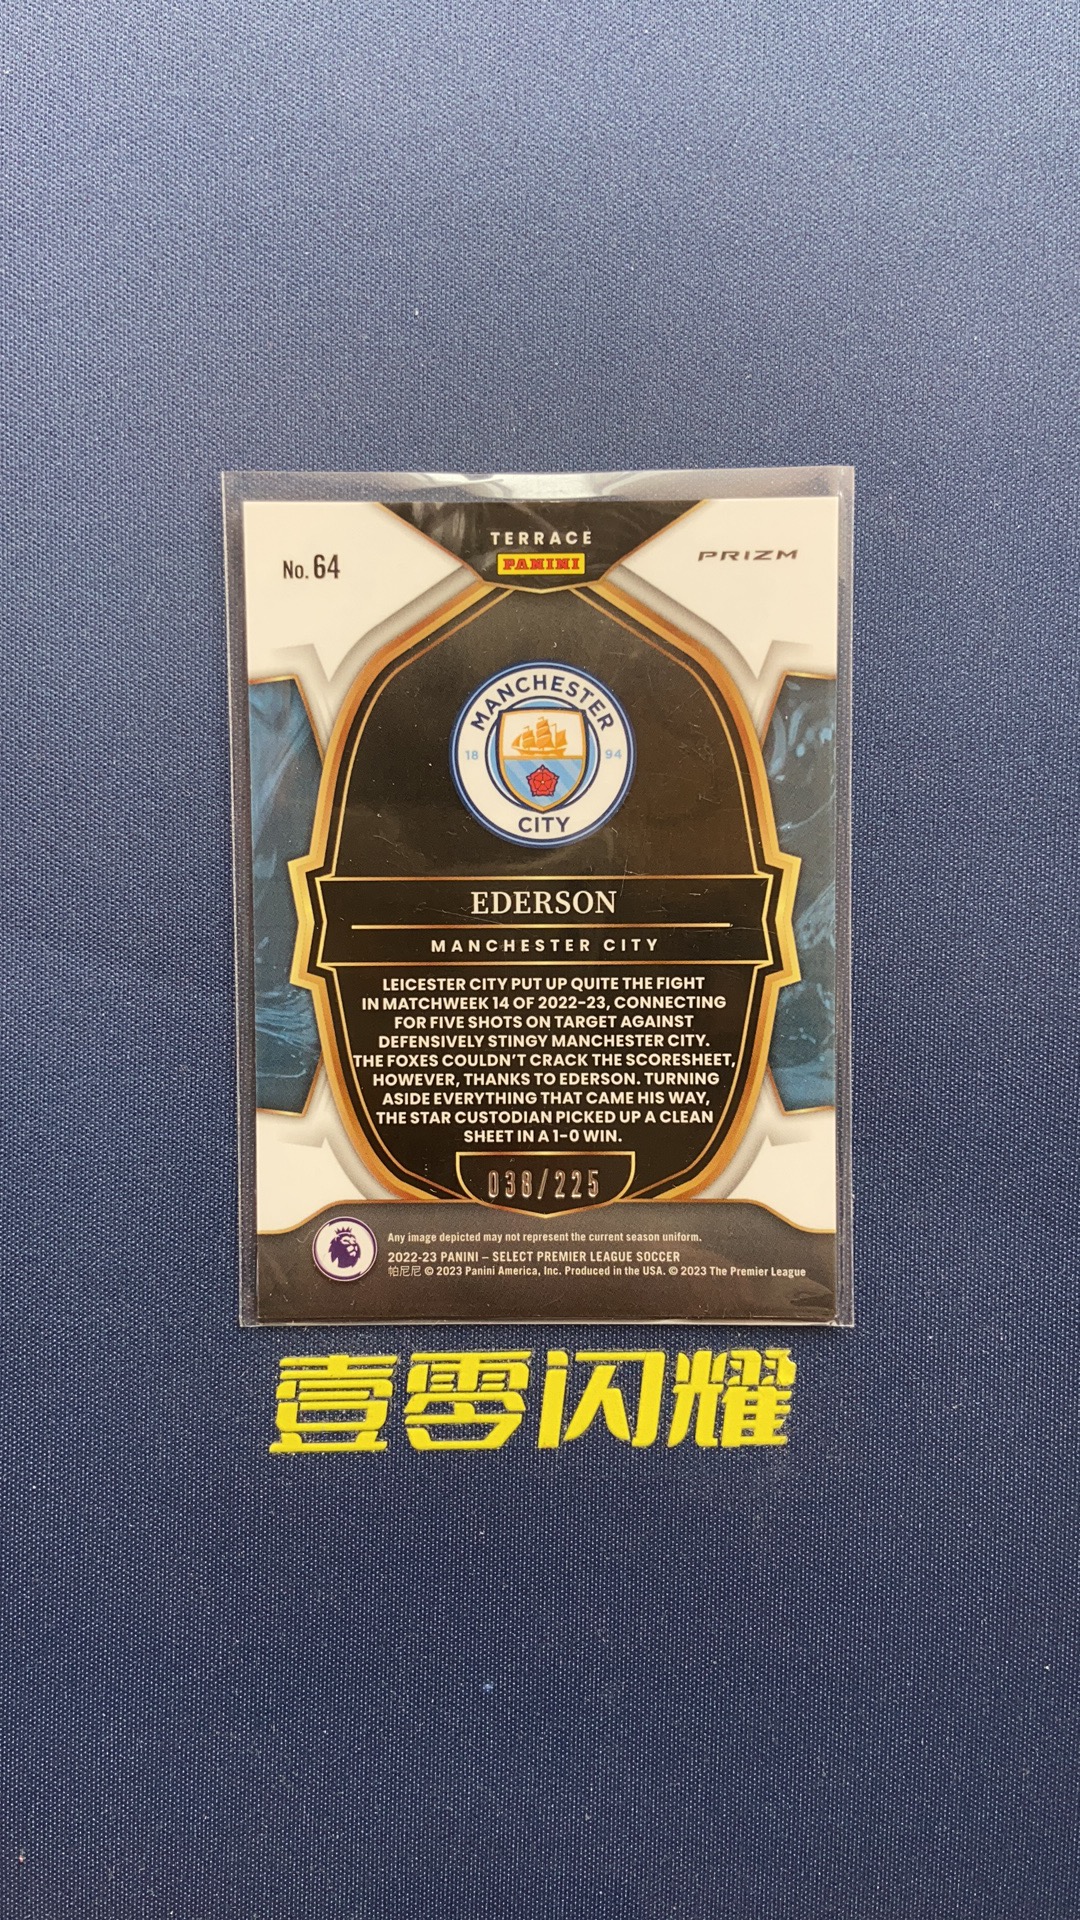 TERRACE
PANINI
No. 64
PRIZM
MANCHESTER
18 94
CITY
EDERSON
MANCHESTER CITY
LEICESTER CITY PUT UP QUITE THE FIGHT
IN MATCHWEEK 14 OF 2022-23, CONNECTING
FOR FIVE SHOTS ON TARGET AGAINST
DEFENSIVELY STINGY MANCHESTER CITY.
THE FOXES COULDN'T CRACK THE SCORESHEET,
HOWEVER, THANKS TO EDERSON. TURNING
ASIDE EVERYTHING THAT CAME HIS WAY,
THE STAR CUSTODIAN PICKED UP A CLEAN
SHEET IN A 1-0 WIN.
038/225
Any image depicted may not represent the current season uniform.
2022-23 PANINI – SELECT PREMIER LEAGUE SOCCER
帕尼尼 © 2023 Panini America, Inc. Produced in the USA. © 2023 The Premier League
壹零闪耀